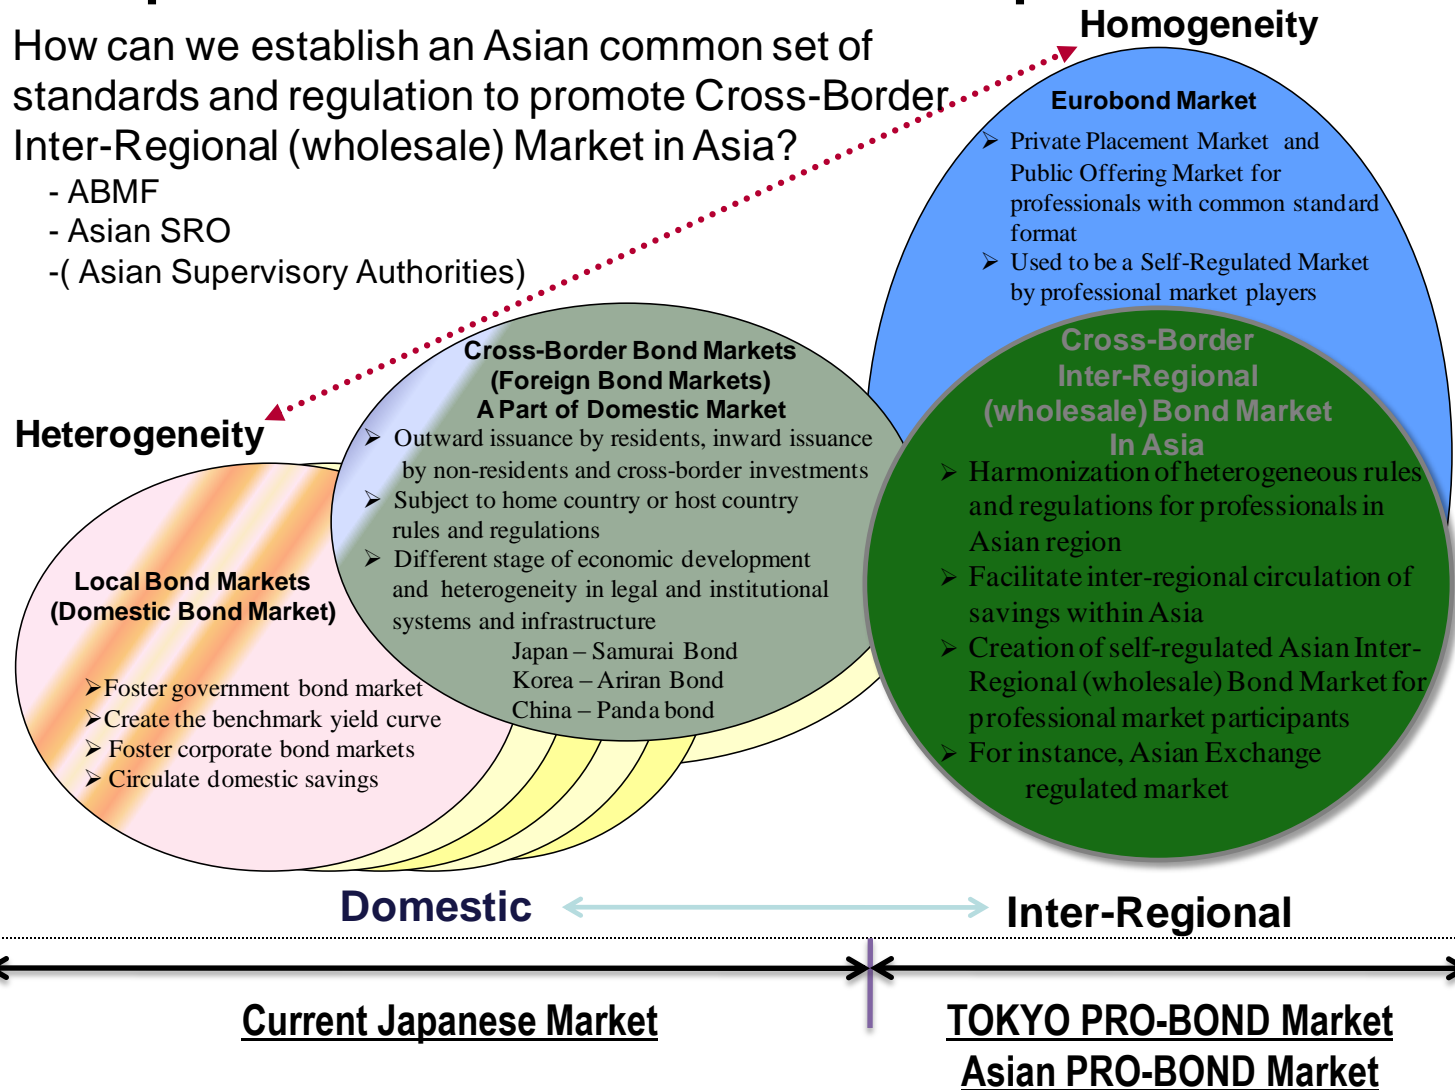 How can we establish an Asian common set of
standards and regulation to promote Cross-Border
Inter-Regional (wholesale) Market in Asia?
- ABMF
- Asian SRO
-( Asian Supervisory Authorities)
Homogeneity
Eurobond Market
➢ Private Placement Market and
Public Offering Market for
professionals with common standard
format
➢ Used to be a Self-Regulated Market
by professional market players
Heterogeneity
Cross-Border Bond Markets
(Foreign Bond Markets)
A Part of Domestic Market
➢ Outward issuance by residents, inward issuance
by non-residents and cross-border investments
➢ Subject to home country or host country
rules and regulations
➢ Different stage of economic development
and heterogeneity in legal and institutional
systems and infrastructure
Japan – Samurai Bond
Korea – Ariran Bond
China – Panda bond
Cross-Border
Inter-Regional
(wholesale) Bond Market
In Asia
➢ Harmonization of heterogeneous rules
and regulations for professionals in
Asian region
➢ Facilitate inter-regional circulation of
savings within Asia
➢ Creation of self-regulated Asian Inter-
Regional (wholesale) Bond Market for
professional market participants
➢ For instance, Asian Exchange
regulated market
Local Bond Markets
(Domestic Bond Market)
➢Foster government bond market
➢Create the benchmark yield curve
➢ Foster corporate bond markets
➢ Circulate domestic savings
Domestic
Inter-Regional
Current Japanese Market
TOKYO PRO-BOND Market
Asian PRO-BOND Market